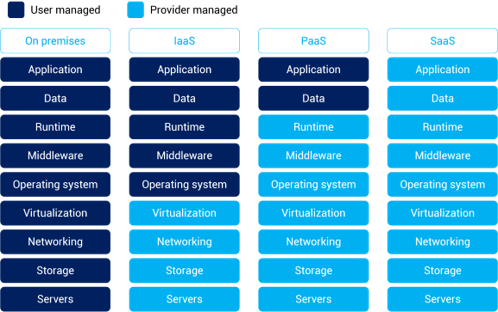 User managed
Provider managed
On premises
IaaS
PaaS
SaaS
Application
Application
Application
Application
Data
Data
Data
Data
Runtime
Runtime
Runtime
Runtime
Middleware
Middleware
Middleware
Middleware
Operating system
Operating system
Operating system
Operating system
Virtualization
Virtualization
Virtualization
Virtualization
Networking
Networking
Networking
Networking
Storage
Storage
Storage
Storage
Servers
Servers
Servers
Servers